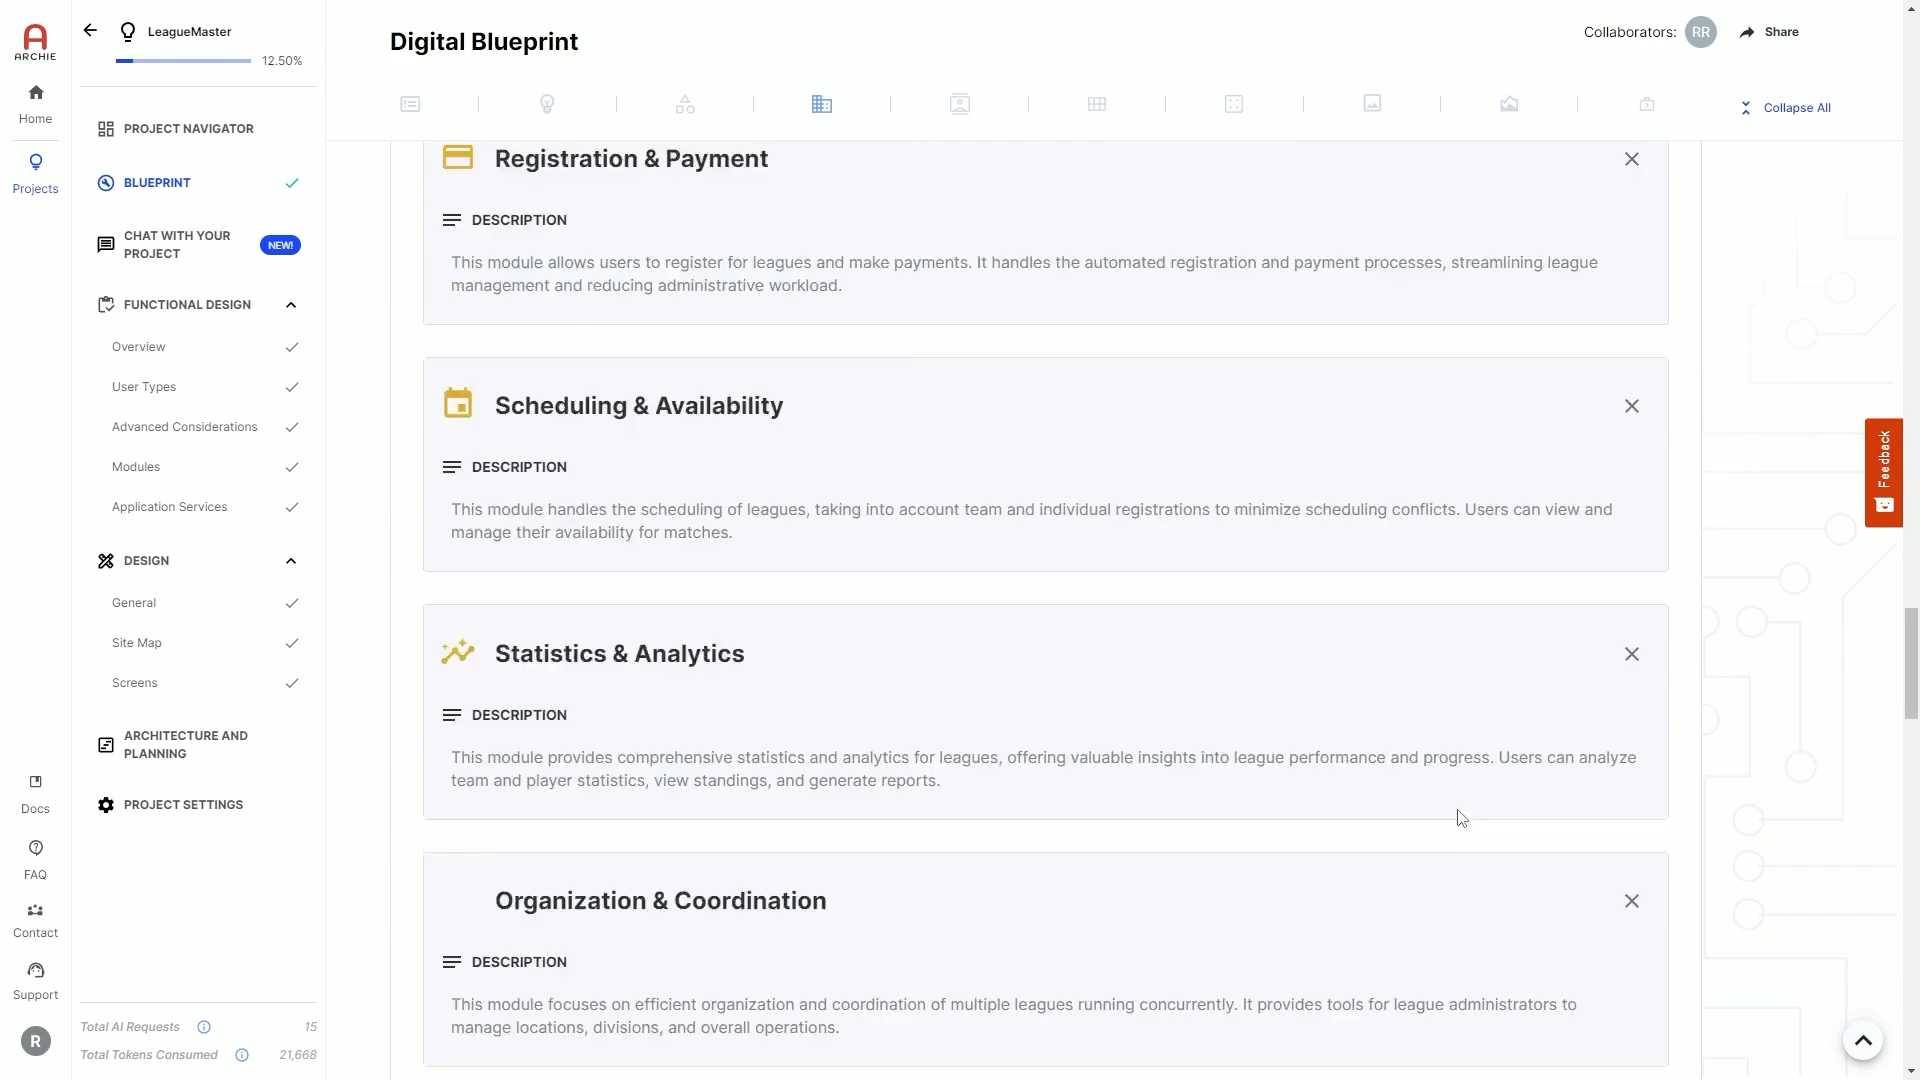 ARCHIE
Home
Projects
Docs
FAQ
Contact
Support
R
LeagueMaster
12.50%
PROJECT NAVIGATOR
BLUEPRINT
CHAT WITH YOUR
PROJECT
NEW!
FUNCTIONAL DESIGN
Overview
User Types
Advanced Considerations
Modules
Application Services
DESIGN
General
Site Map
Screens
ARCHITECTURE AND
PLANNING
PROJECT SETTINGS
Total AI Requests 15
Total Tokens Consumed 21,668
Digital Blueprint
Collaborators: RR Share
Collapse All
Registration & Payment
DESCRIPTION
This module allows users to register for leagues and make payments. It handles the automated registration and payment processes, streamlining league
management and reducing administrative workload.
Scheduling & Availability
DESCRIPTION
This module handles the scheduling of leagues, taking into account team and individual registrations to minimize scheduling conflicts. Users can view and
manage their availability for matches.
Statistics & Analytics
DESCRIPTION
This module provides comprehensive statistics and analytics for leagues, offering valuable insights into league performance and progress. Users can analyze
team and player statistics, view standings, and generate reports.
Organization & Coordination
DESCRIPTION
This module focuses on efficient organization and coordination of multiple leagues running concurrently. It provides tools for league administrators to
manage locations, divisions, and overall operations.
Feedback